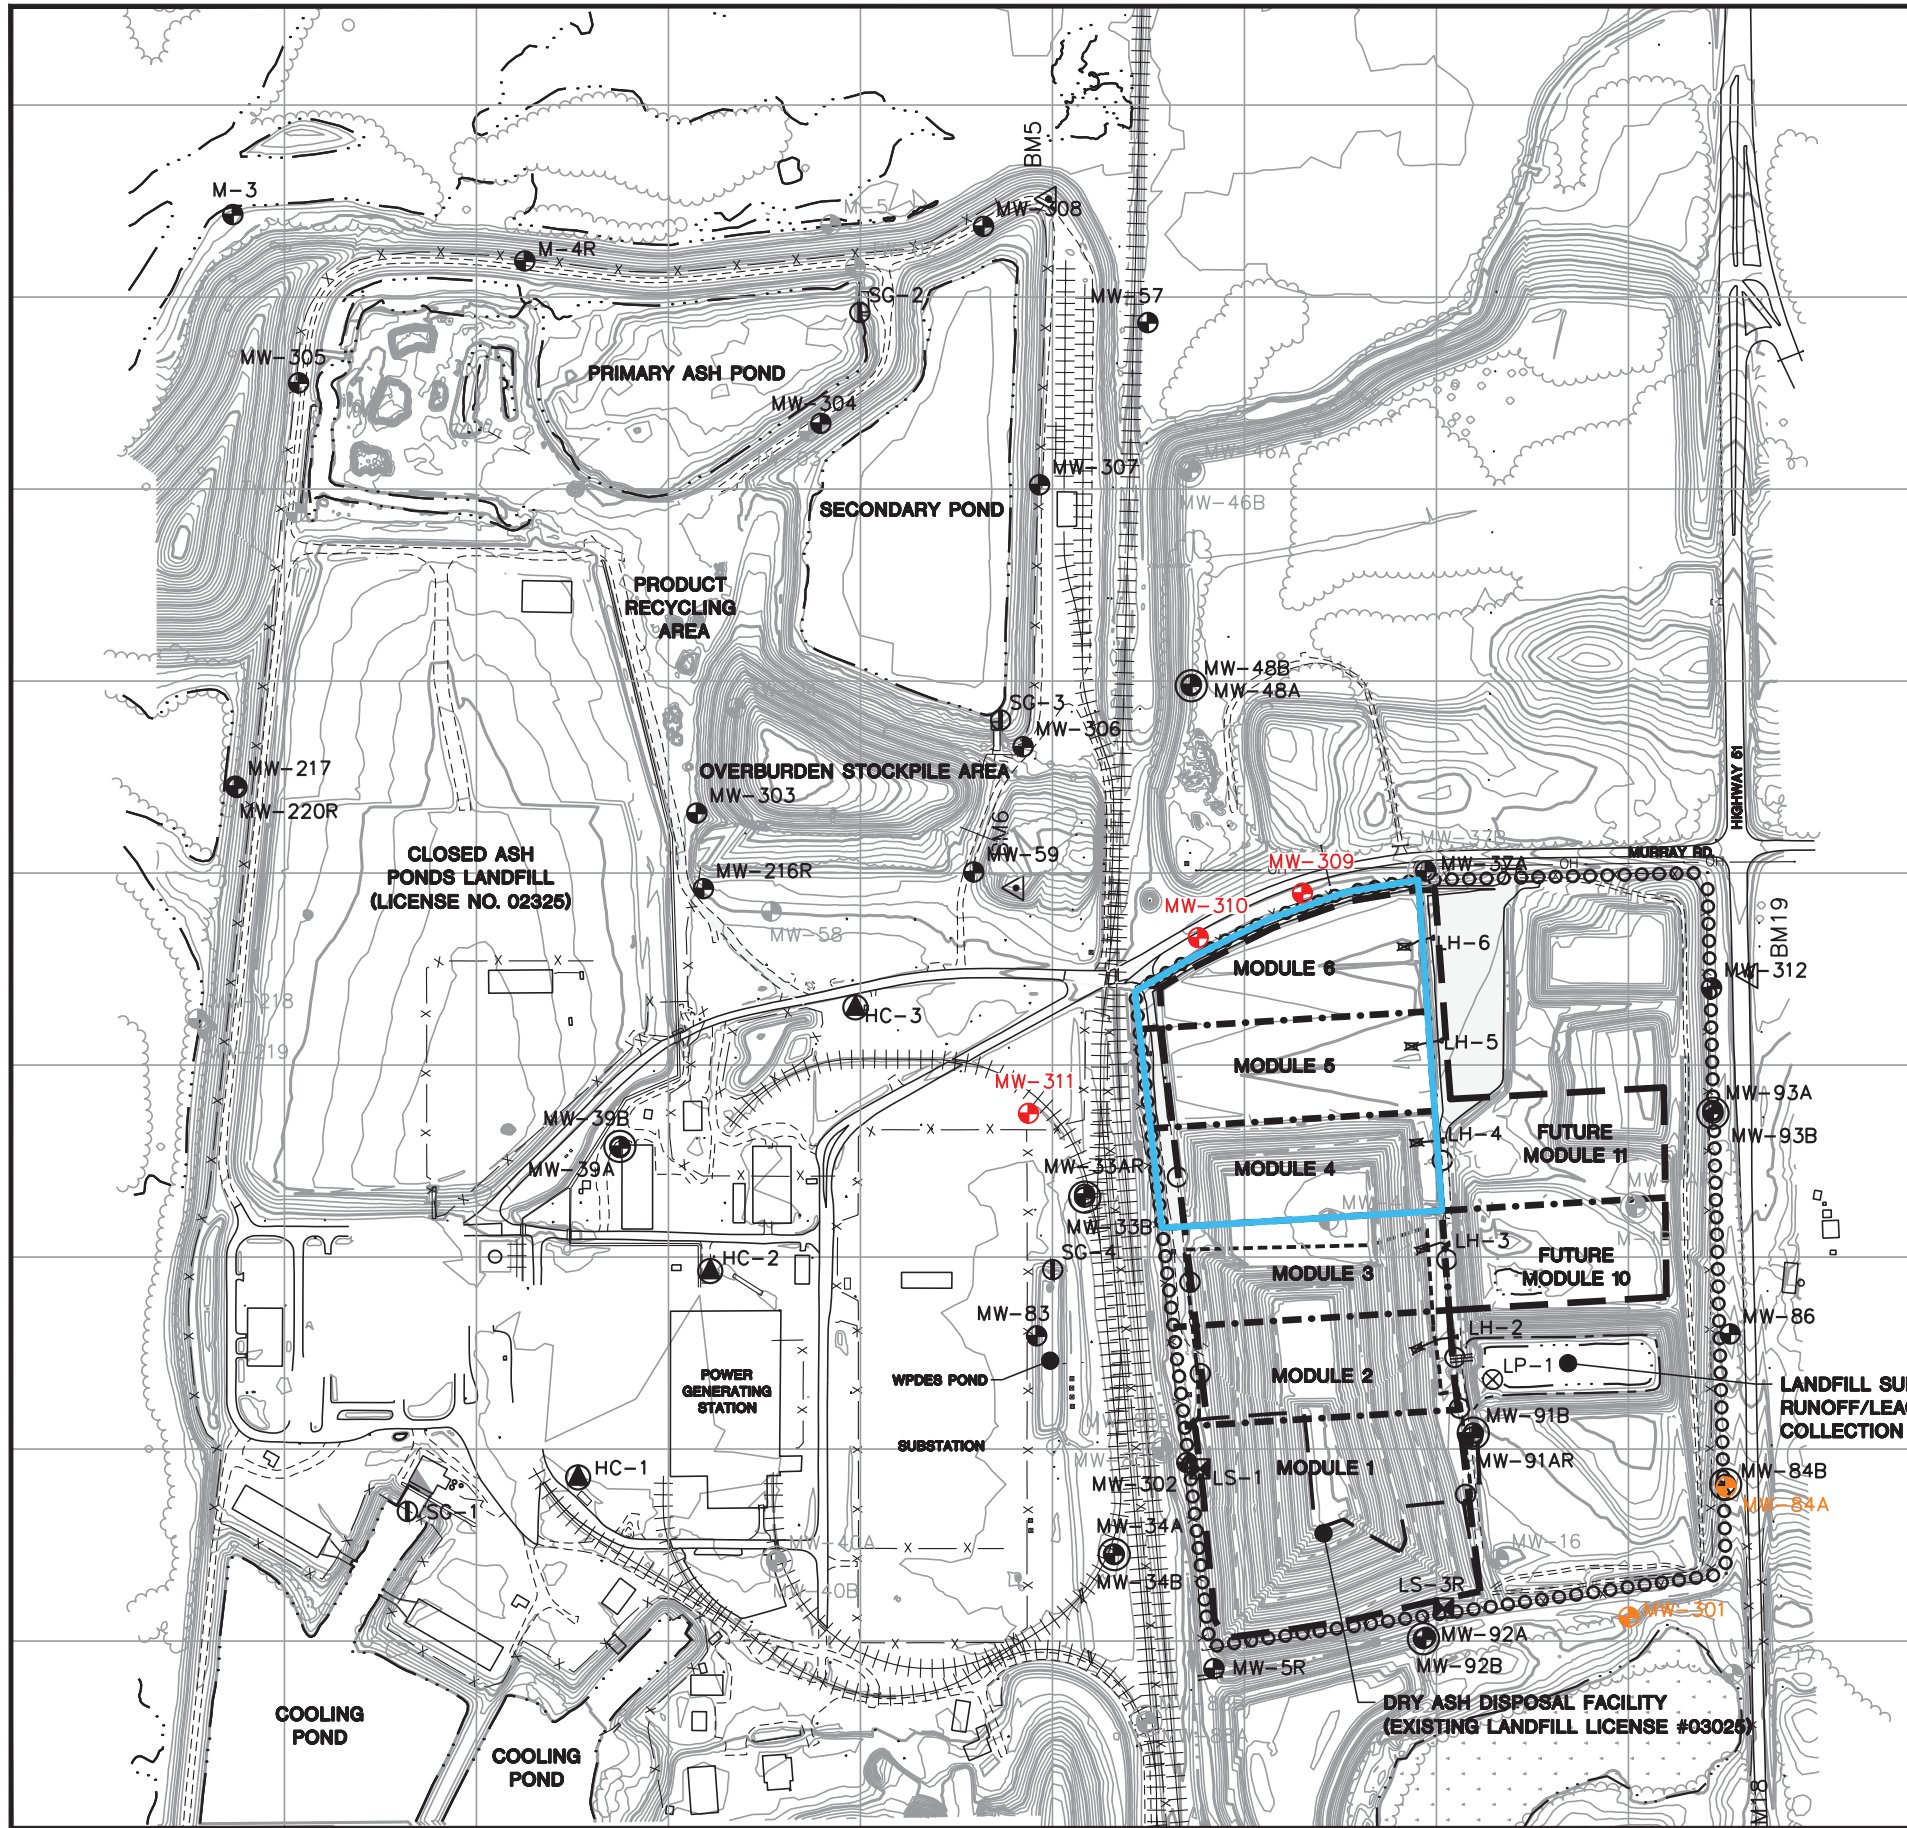 BM5
M-3
M-5
MW-308
M-4R
SG-2
MW-57
MW-305
PRIMARY ASH POND
MW-304
MW-46A
MW-307
MW-46B
SECONDARY POND
PRODUCT
RECYCLING
AREA
MW-48B
MW-48A
SG-3
MW-306
HIGHWAY 61
MW-217
OVERBURDEN STOCKPILE AREA
MW-303
MW-220R
MURRAY RD
MW-309
MW-37A
CLOSED ASH
PONDS LANDFILL
(LICENSE NO. 02325)
MW-59
MW-216R
MW-310
MW-58
BM19
LH-6
MODULE 6
MW-312
HC-3
LH-5
MODULE 5
MW-311
MW-93A
MW-39B
LH-4
FUTURE
MODULE 11
MW-93B
MW-39A
MW-33AR
MODULE 4
MW-33B
SG-4
LH-3
HC-2
MODULE 3
FUTURE
MODULE 10
MW-83
LH-2
MW-86
POWER
GENERATING
STATION
WPDES POND
MODULE 2
LP-1
LANDFILL SU
RUNOFF/LEA
COLLECTION
MW-91B
SUBSTATION
HC-1
MW-302
LS-1
MODULE 1
MW-91AR
MW-84B
MW-84A
SG-1
MW-34A
MW-40A
MW-16
MW-34B
MW-40B
LS-3R
MW-301
MW-92A
MW-5R
MW-92B
COOLING
POND
DRY ASH DISPOSAL FACILITY
(EXISTING LANDFILL LICENSE #03025)
COOLING
POND